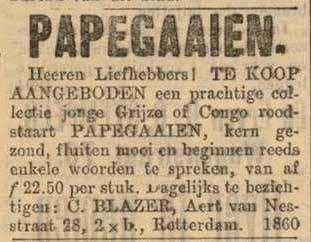 PAPEGAAIEN.
Heeren Liefhebbers! TE KOOP
AANGEBODEN een prachtige col-
lectie jonge Grijze of Congo rood-
staart PAPEGAAIEN, kern ge-
zond, fluiten mooi en beginnen reeds
enkele woorden te spreken, van af
f 22.50 per stuk. Dagelijks te bezich-
tigen: C. BLAZER, Aert van Nes-
straat 28, 2 × b., Rotterdam. 1860